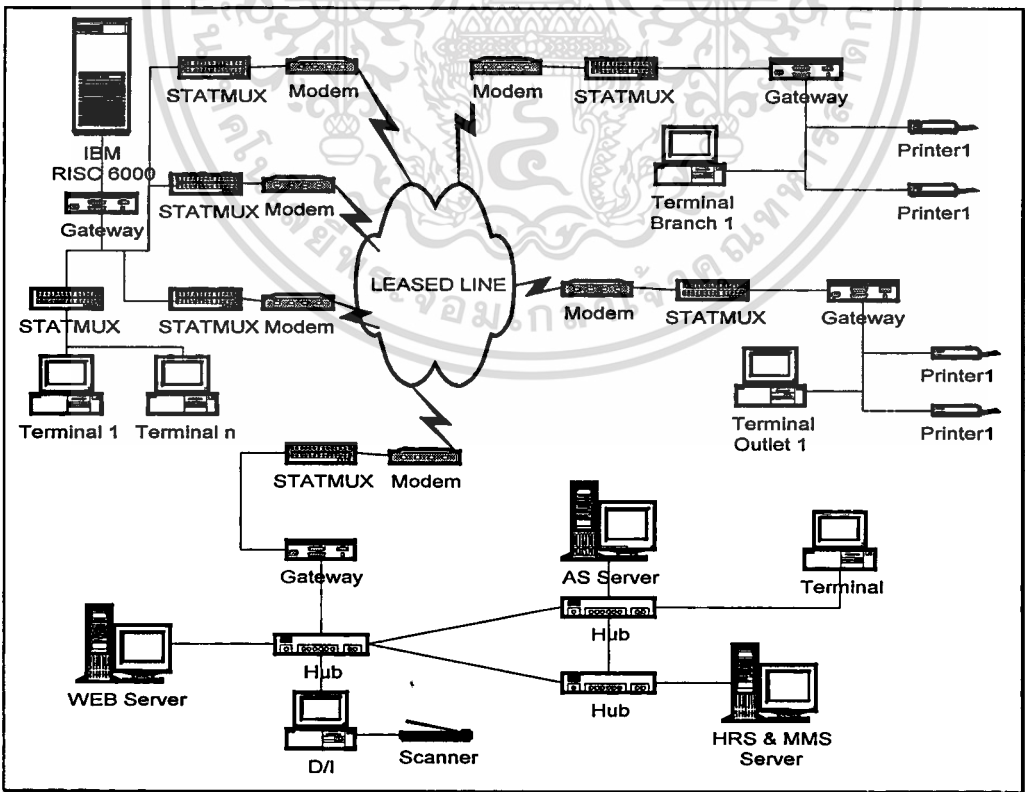 STATMUX
Modem
Modem
STATMUX
Gateway
IBM
RISC 6000
Printer1
Terminal
Branch 1
Printer1
STATMUX
Modem
Gateway
LEASED LINE
STATMUX
STATMUX
Modem
Modem
STATMUX
Gateway
Printer1
Terminal 1
Terminal n
Terminal
Outlet 1
Printer1
STATMUX
Modem
Gateway
AS Server
Terminal
Hub
WEB Server
Hub
Hub
D/I
Scanner
HRS & MMS
Server